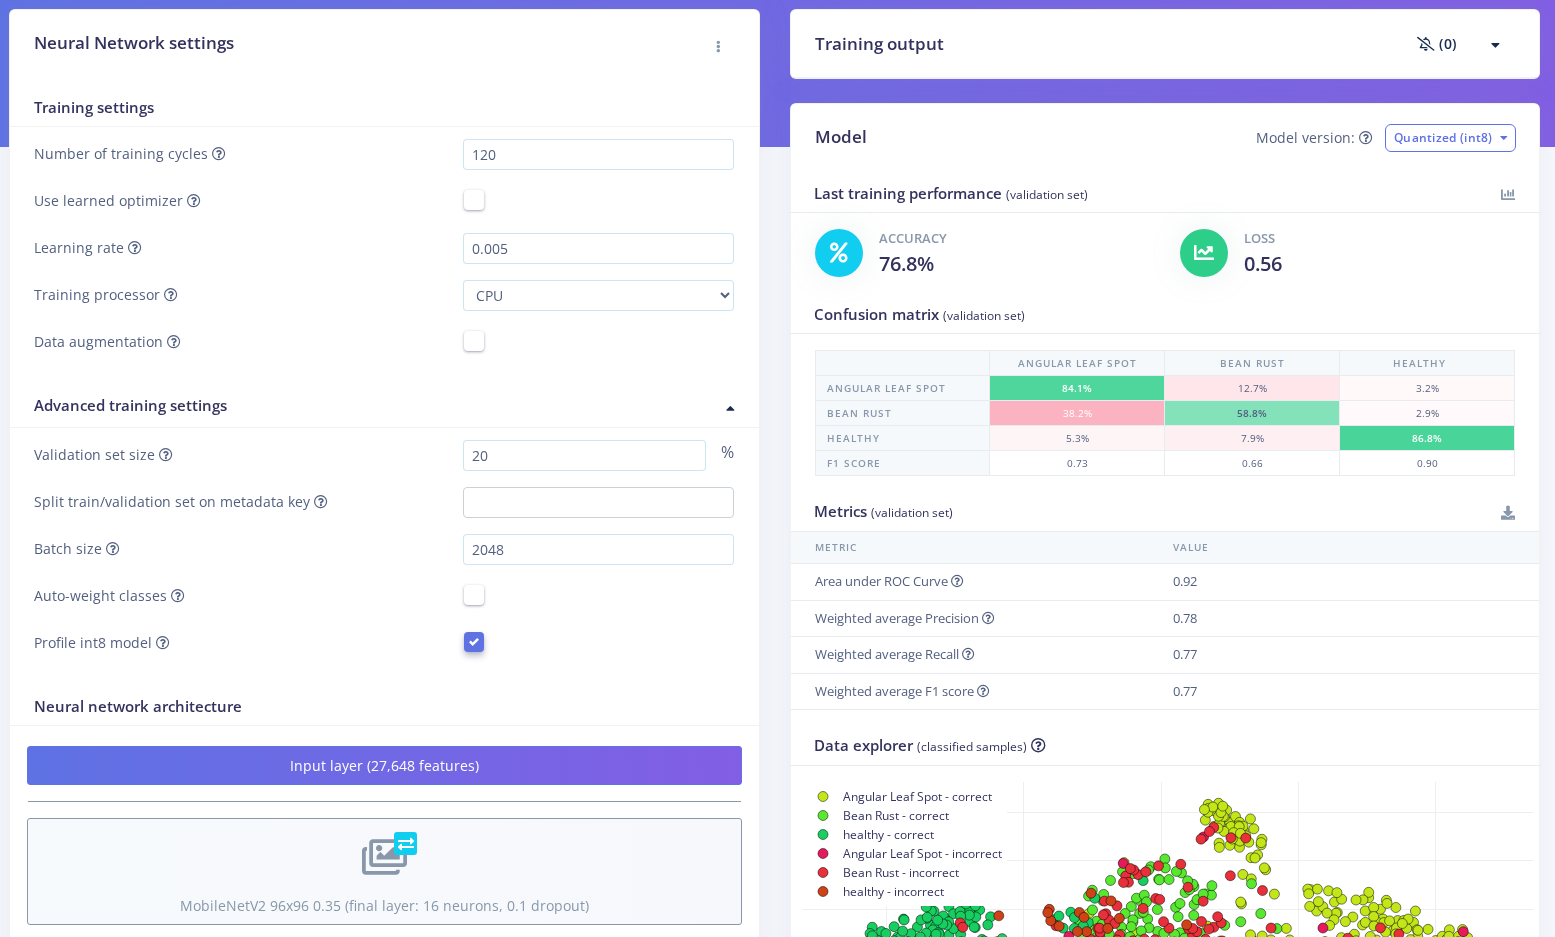 Neural Network settings
Training settings
Number of training cycles
120
Use learned optimizer
Learning rate
0.005
Training processor
CPU
Data augmentation
Advanced training settings
Validation set size
20
%
Split train/validation set on metadata key
Batch size
2048
Auto-weight classes
Profile int8 model
Neural network architecture
Input layer (27,648 features)
MobileNetV2 96x96 0.35 (final layer: 16 neurons, 0.1 dropout)
Training output
(0)
Model
Model version:
Quantized (int8)
Last training performance (validation set)
%
ACCURACY
76.8%
LOSS
0.56
Confusion matrix (validation set)
ANGULAR LEAF SPOT BEAN RUST HEALTHY
ANGULAR LEAF SPOT 84.1% 12.7% 3.2%
BEAN RUST 38.2% 58.8% 2.9%
HEALTHY 5.3% 7.9% 86.8%
F1 SCORE 0.73 0.66 0.90
Metrics (validation set)
METRIC VALUE
Area under ROC Curve 0.92
Weighted average Precision 0.78
Weighted average Recall 0.77
Weighted average F1 score 0.77
Data explorer (classified samples)
Angular Leaf Spot - correct
Bean Rust - correct
healthy - correct
Angular Leaf Spot - incorrect
Bean Rust - incorrect
healthy - incorrect